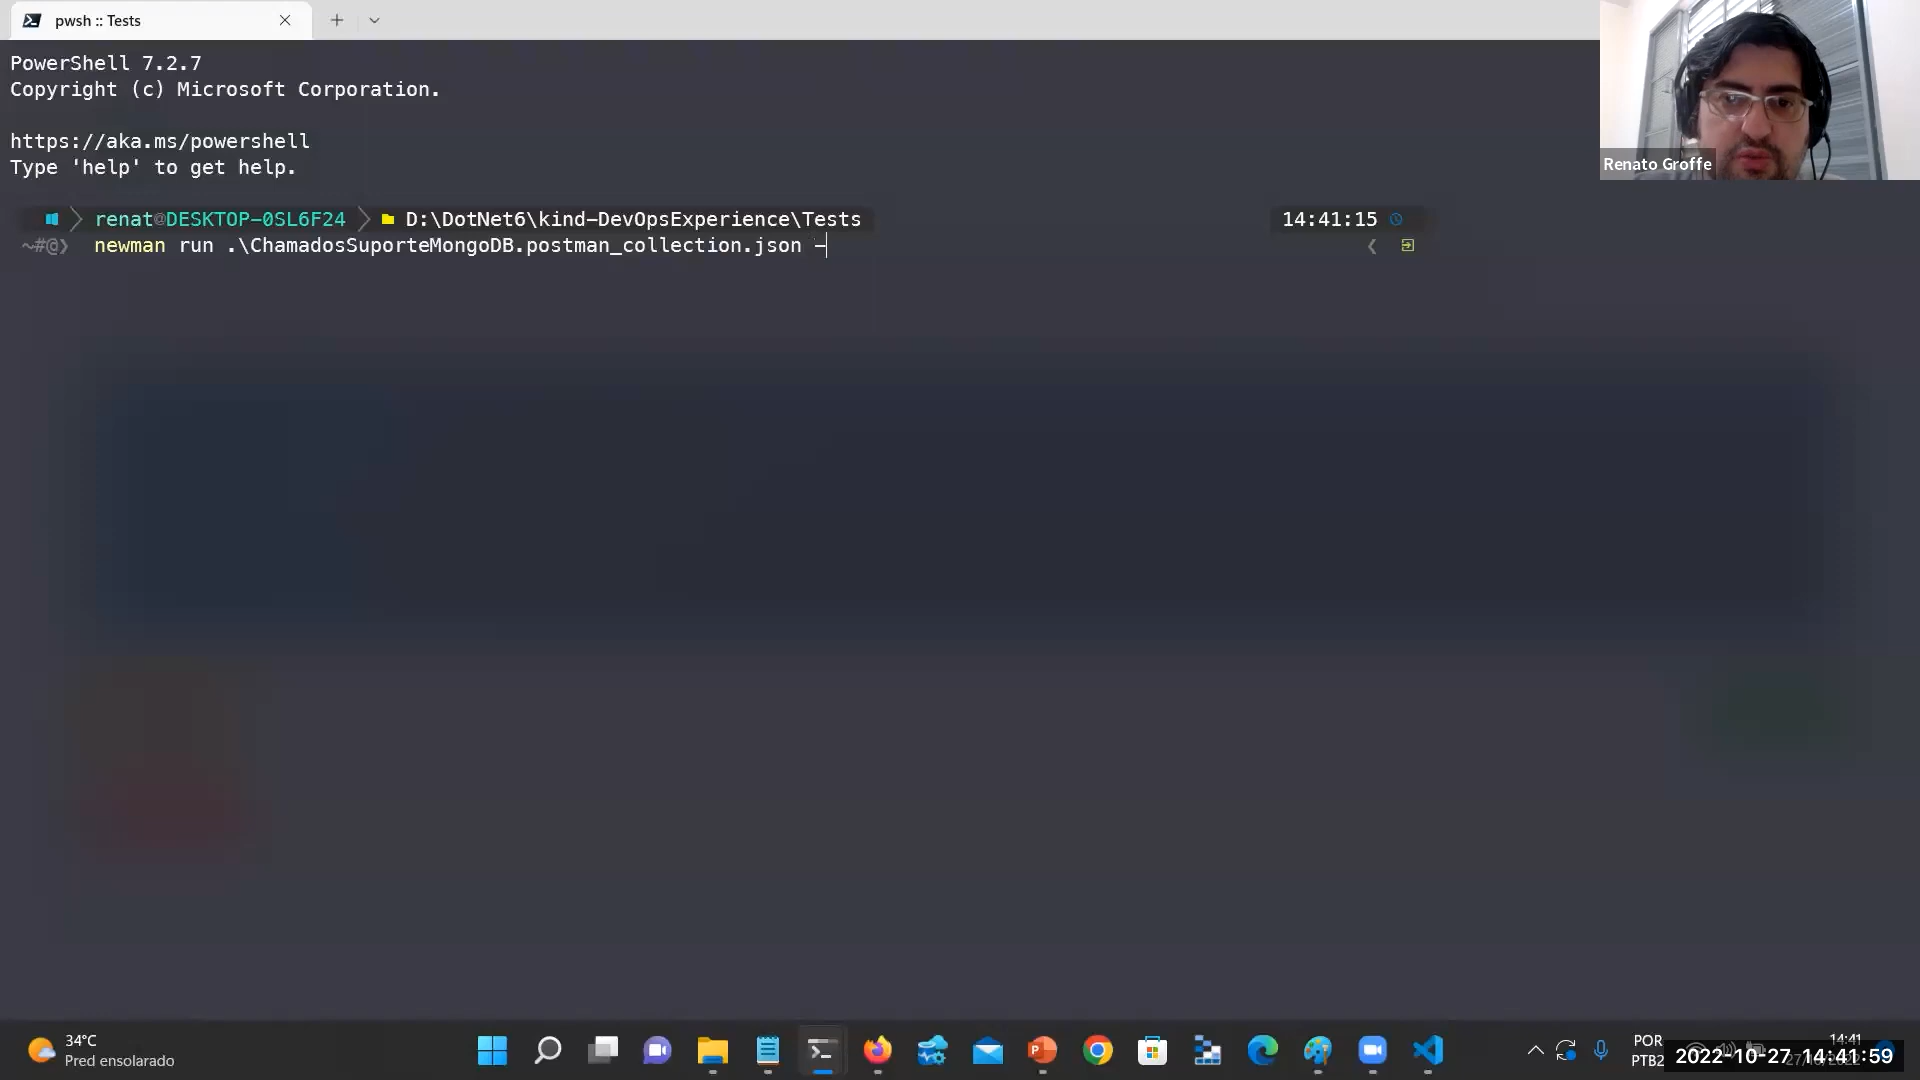 pwsh :: Tests
PowerShell 7.2.7
Copyright (c) Microsoft Corporation.
https://aka.ms/powershell
Type 'help' to get help.
renat@DESKTOP-0SL6F24 D:\DotNet6\kind-DevOpsExperience\Tests 14:41:15
~#@❯ newman run .\ChamadosSuporteMongoDB.postman_collection.json -
Renato Groffe
34°C
Pred ensolarado
POR
PTB2
14:41
2022-10-27 14:41:59